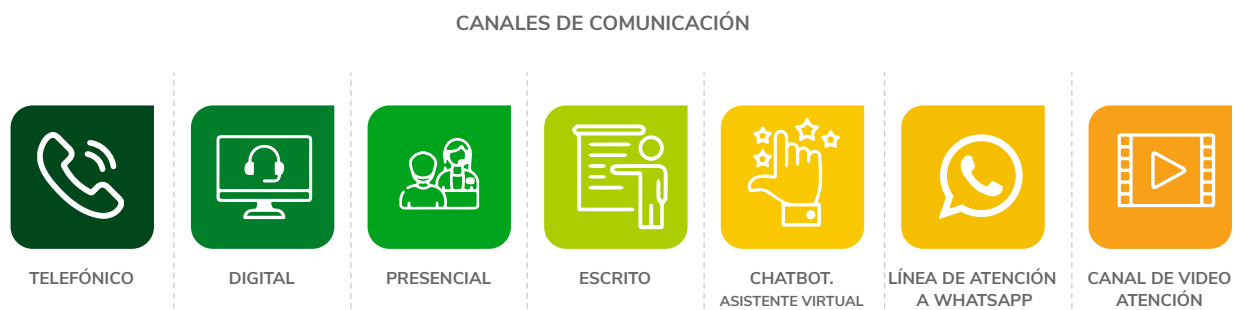 CANALES DE COMUNICACIÓN
TELEFÓNICO
DIGITAL
PRESENCIAL
ESCRITO
CHATBOT.
ASISTENTE VIRTUAL
LÍNEA DE ATENCIÓN
A WHATSAPP
CANAL DE VIDEO
ATENCIÓN